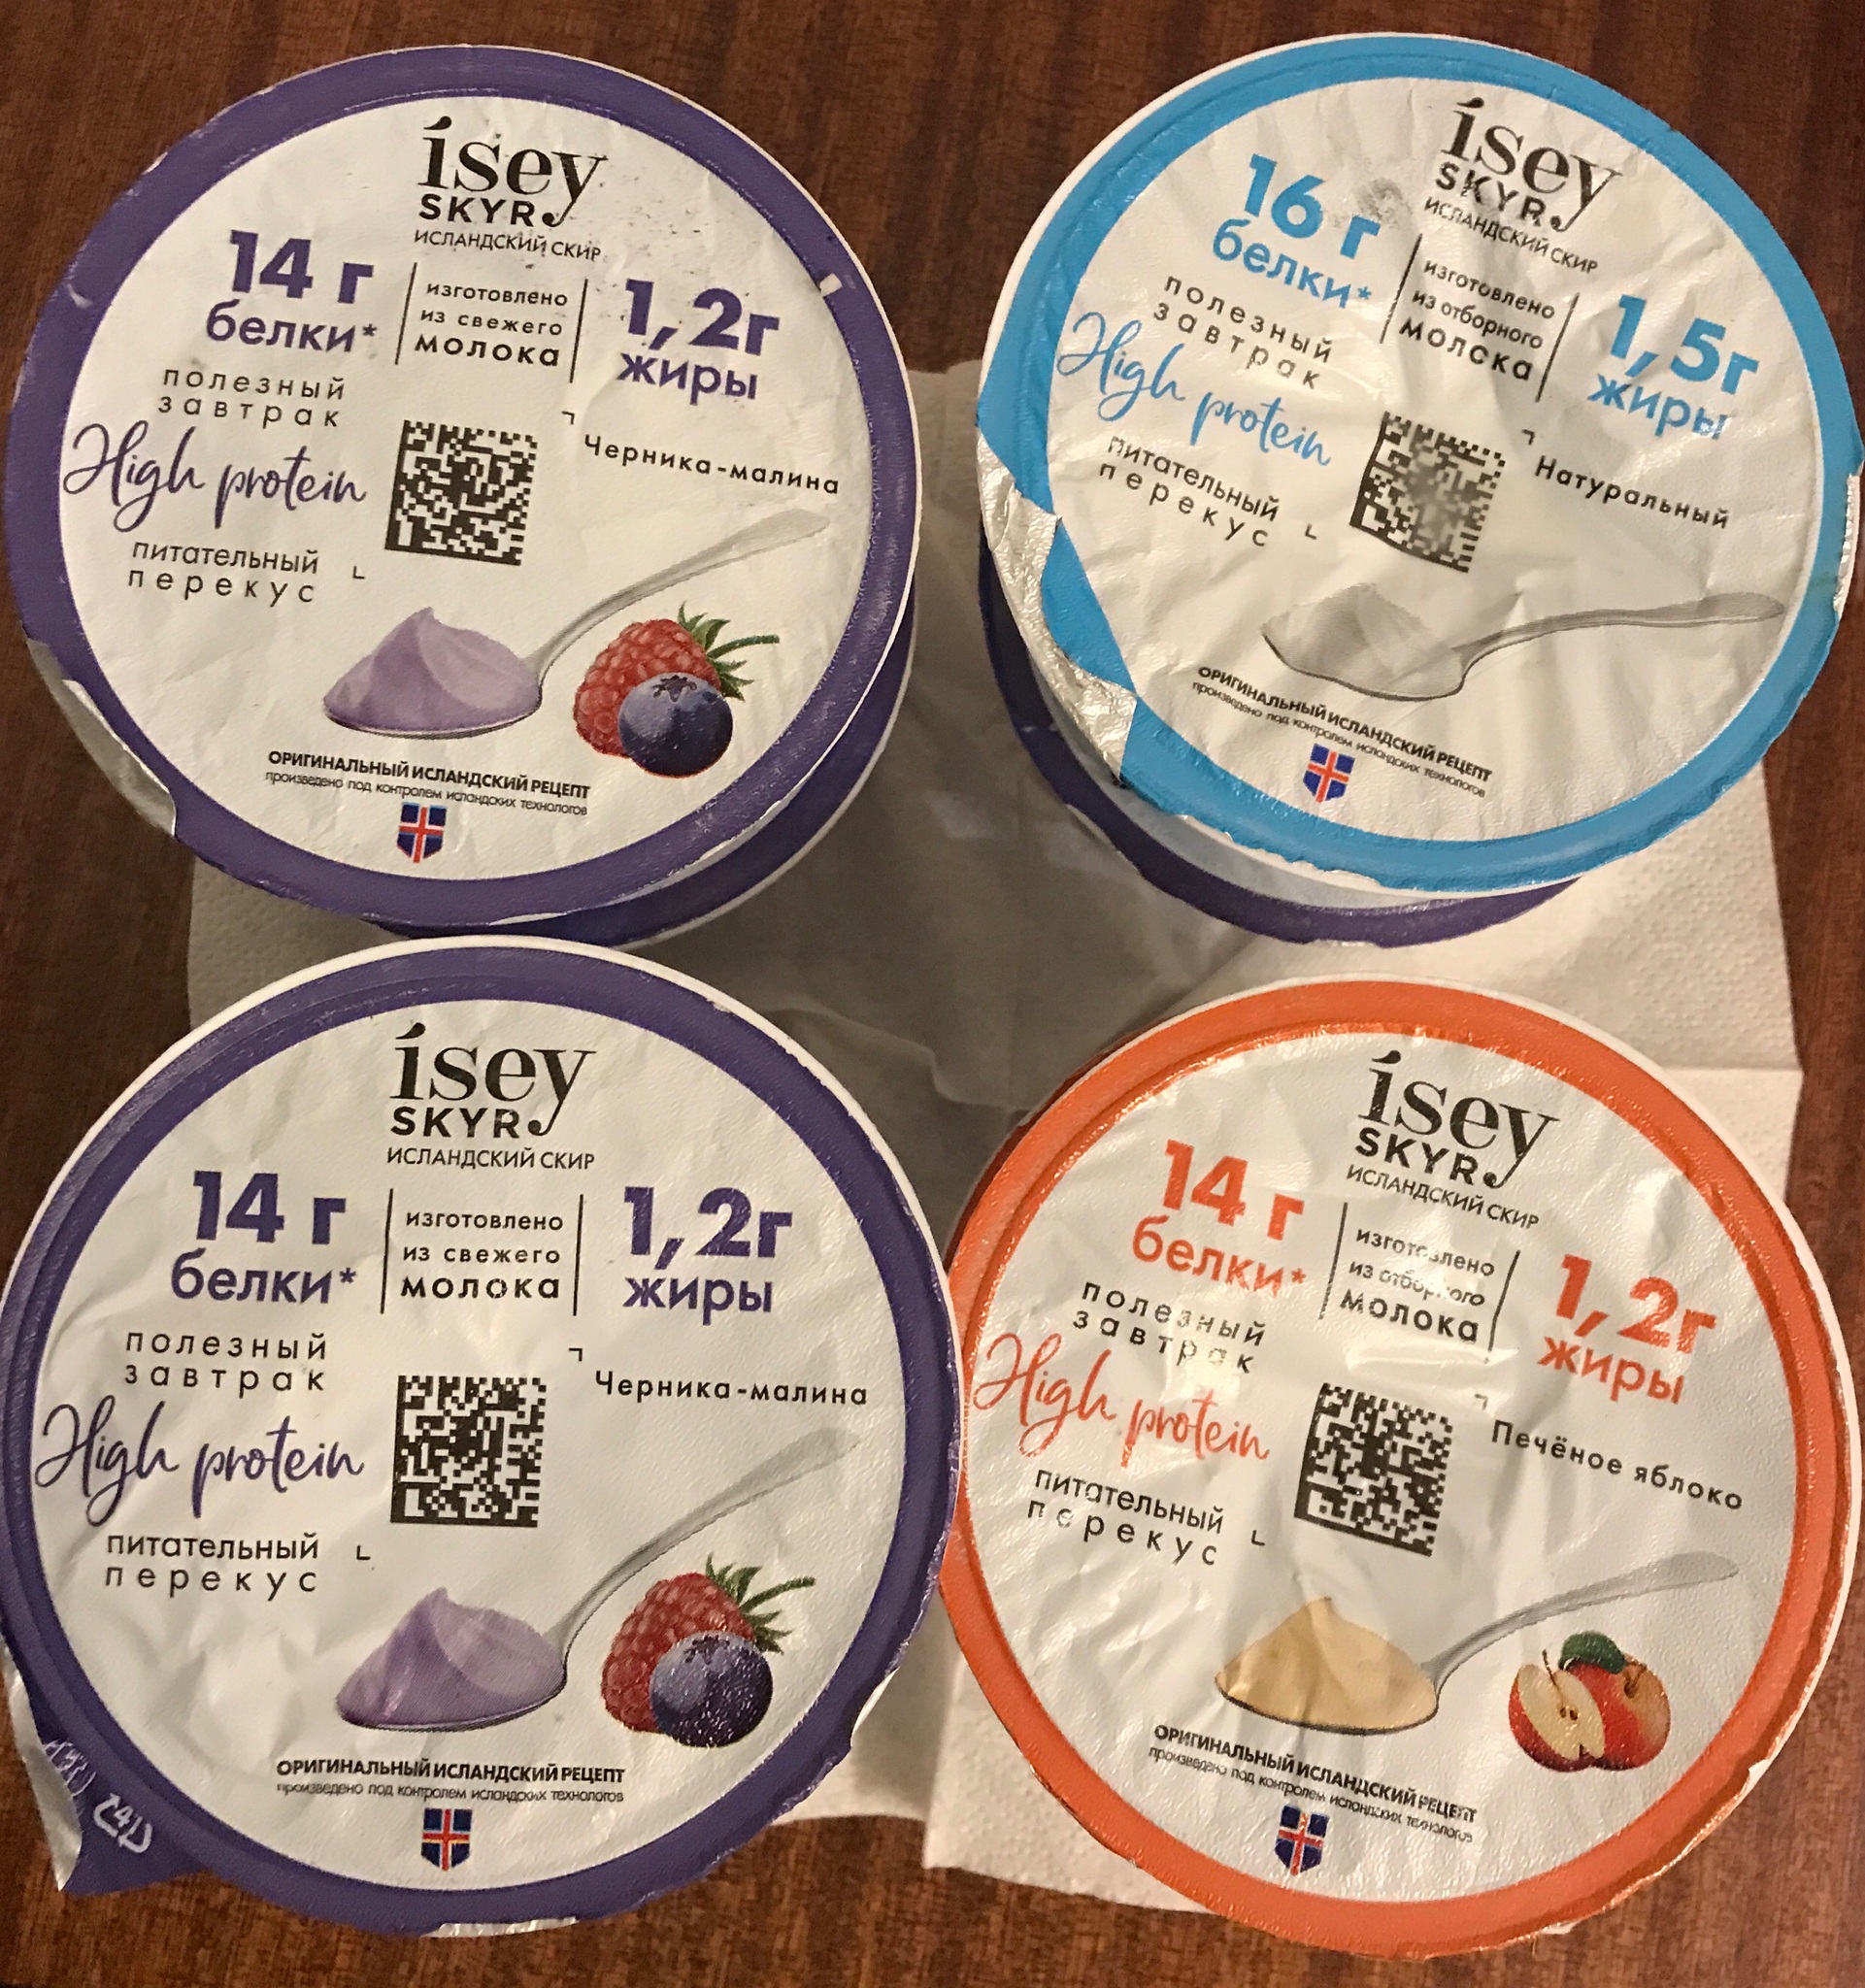 ísey
SKYR
ИСЛАНДСКИЙ СКИР
14 г
белки*
изготовлено
из свежего
молока
1,2г
жиры
полезный
завтрак
High protein
питательный
перекус
Черника-малина
ОРИГИНАЛЬНЫЙ ИСЛАНДСКИЙ РЕЦЕПТ
произведено под контролем исландских технологов
ísey
SKYR
ИСЛАНДСКИЙ СКИР
16 г
белки*
изготовлено
из отборного
молока
1,5г
жиры
полезный
завтрак
High protein
питательный
перекус
Натуральный
ОРИГИНАЛЬНЫЙ ИСЛАНДСКИЙ РЕЦЕПТ
произведено под контролем исландских технологов
ísey
SKYR
ИСЛАНДСКИЙ СКИР
14 г
белки*
изготовлено
из свежего
молока
1,2г
жиры
полезный
завтрак
High protein
питательный
перекус
Черника-малина
ОРИГИНАЛЬНЫЙ ИСЛАНДСКИЙ РЕЦЕПТ
произведено под контролем исландских технологов
ísey
SKYR
ИСЛАНДСКИЙ СКИР
14 г
белки*
изготовлено
из отборного
молока
1,2г
жиры
полезный
завтрак
High protein
питательный
перекус
Печёное яблоко
ОРИГИНАЛЬНЫЙ ИСЛАНДСКИЙ РЕЦЕПТ
произведено под контролем исландских технологов